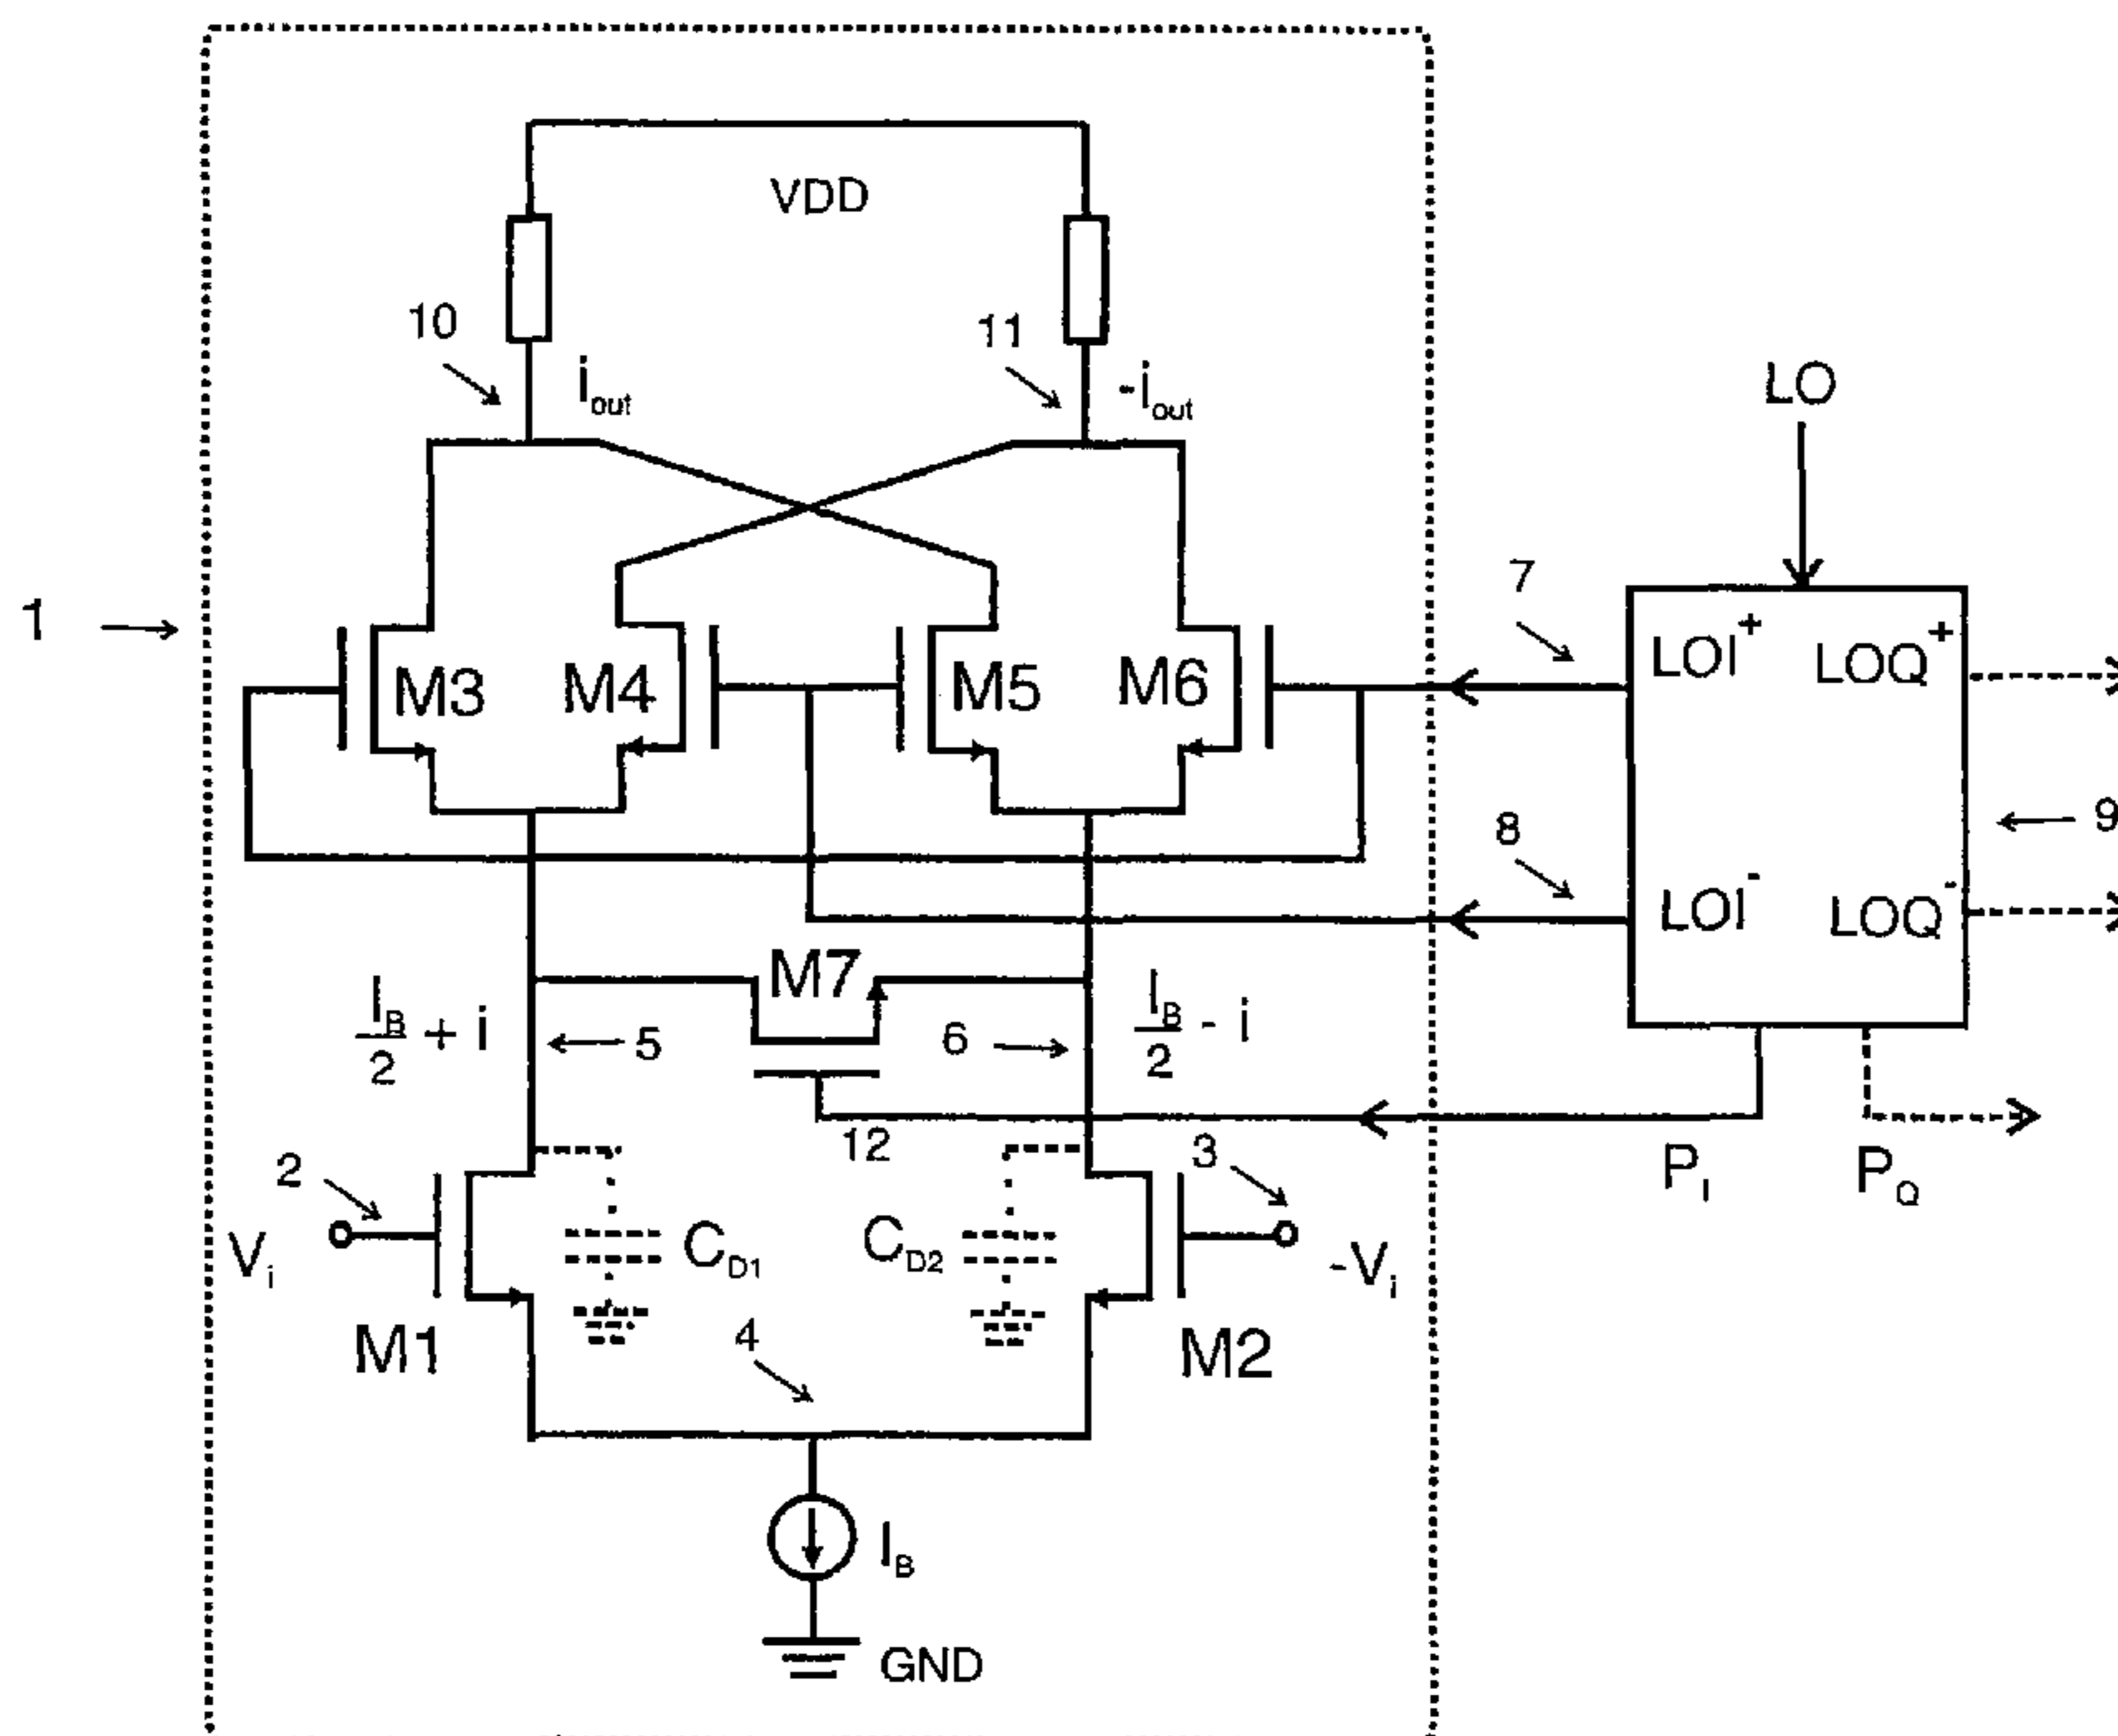 VDD
10
i_out
11
-i_out
LO
1
M3
M4
M5
M6
7
LOI+
LOQ+
8
9
LOI-
LOQ-
M7
I_B/2 + i
5
6
I_B/2 - i
12
P_I
P_Q
2
3
V_i
C_D1
C_D2
-V_i
M1
4
M2
I_B
GND